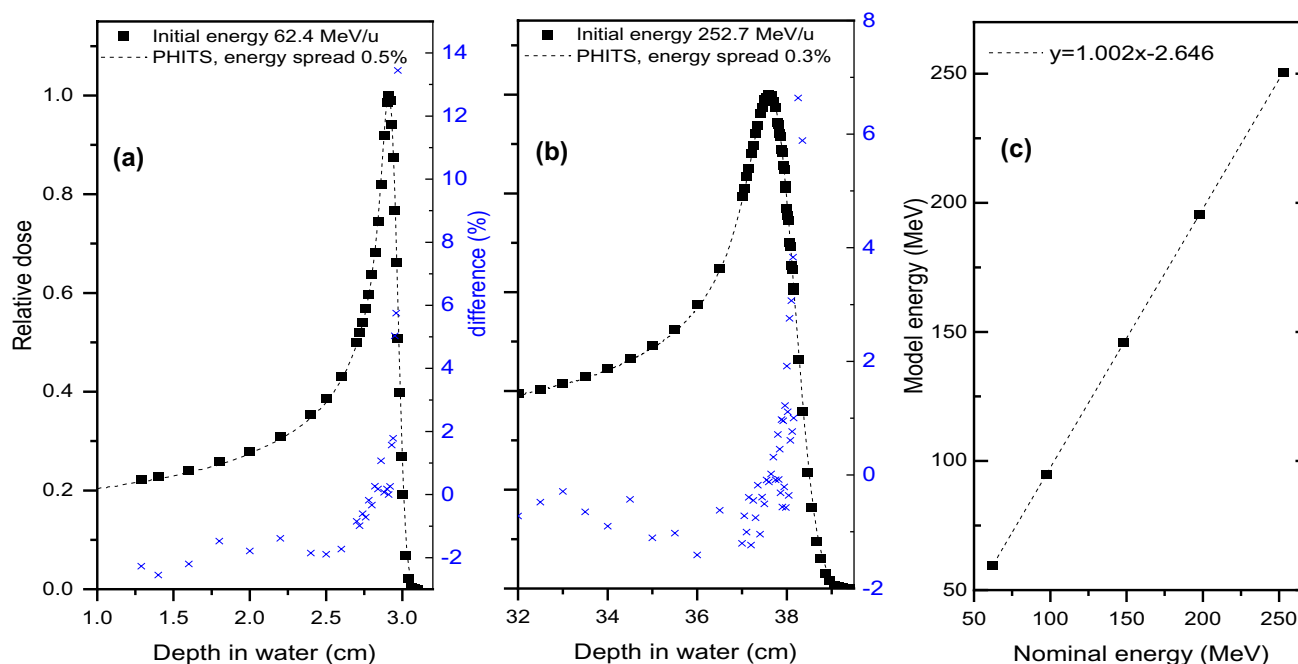 Initial energy 62.4 MeV/u
PHITS, energy spread 0.5%
(a)
Relative dose
1.0
0.8
0.6
0.4
0.2
0.0
1.0
1.5
2.0
2.5
3.0
Depth in water (cm)
14
12
10
8
6
4
2
0
-2
difference (%)
Initial energy 252.7 MeV/u
PHITS, energy spread 0.3%
(b)
32
34
36
38
Depth in water (cm)
8
6
4
2
0
-2
y=1.002x-2.646
(c)
Model energy (MeV)
250
200
150
100
50
50
100
150
200
250
Nominal energy (MeV)